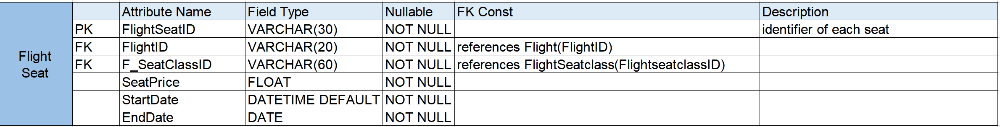 Flight
Seat
Attribute Name Field Type Nullable FK Const Description
PK FlightSeatID VARCHAR(30) NOT NULL identifier of each seat
FK FlightID VARCHAR(20) NOT NULL references Flight(FlightID)
FK F_SeatClassID VARCHAR(60) NOT NULL references FlightSeatclass(FlightseatclassID)
SeatPrice FLOAT NOT NULL
StartDate DATETIME DEFAULT NOT NULL
EndDate DATE NOT NULL